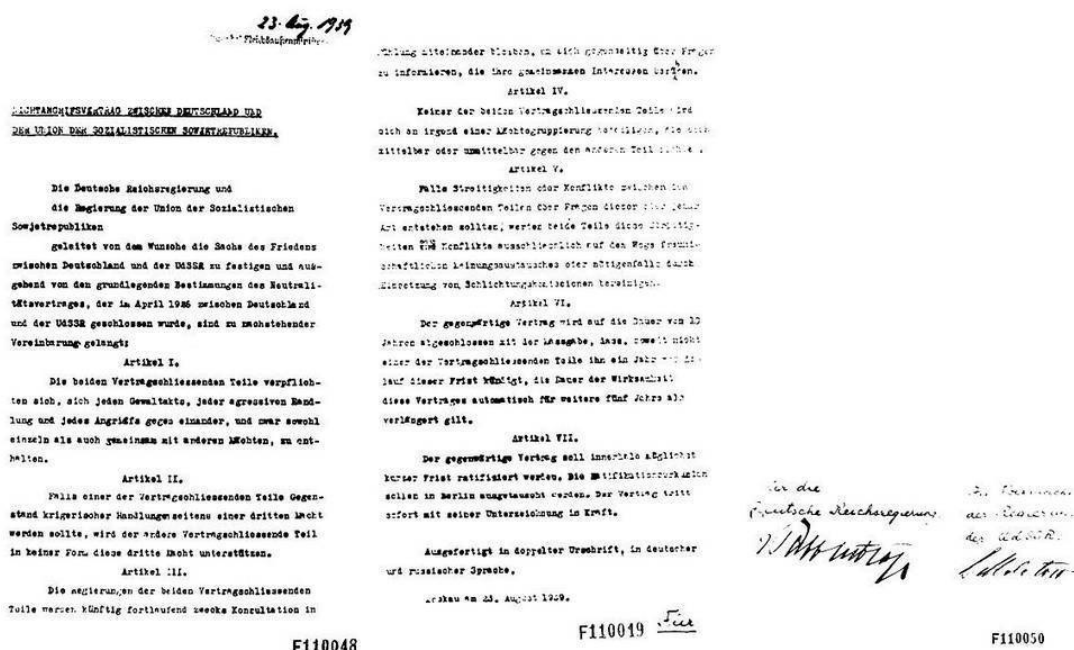 23. Aug. 1939
NICHTANGRIFSVERTRAG ZWISCHEN DEUTSCHLAND UND
DER UNION DER SOZIALISTISCHEN SOWJETREPUBLIKEN.
Die Deutsche Reichsregierung und
die Regierung der Union der Sozialistischen
Sowjetrepubliken
geleitet von dem Wunsche die Sache des Friedens
zwischen Deutschland und der UdSSR zu festigen und aus-
gehend von den grundlegenden Bestimmungen des Neutrali-
tätsvertrages, der im April 1926 zwischen Deutschland
und der UdSSR geschlossen wurde, sind zu nachstehender
Vereinbarung gelangt:
Artikel I.
Die beiden Vertragschliessenden Teile verpflich-
ten sich, sich jeden Gewaltakts, jeder agressiven Hand-
lung und jedes Angriffs gegen einander, und zwar sowohl
einzeln als auch gemeinsam mit anderen Mächten, zu ent-
halten.
Artikel II.
Falls einer der Vertragschliessenden Teile Gegen-
stand krigerischer Handlungen seitens einer dritten Macht
werden sollte, wird der andere Vertragschliessende Teil
in keiner Form diese dritte Macht unterstützen.
Artikel III.
Die Regierungen der beiden Vertragschliessenden
Teile werden künftig fortlaufend zwecks Konsultation in
F110048
Fühlung miteinander bleiben, um sich gegenseitig über Fragen
zu informieren, die ihre gemeinsamen Interessen berühren.
Artikel IV.
Keiner der beiden Vertragschliessenden Teile wird
sich an irgend einer Mächtegruppierung beteiligen, die sich
mittelbar oder unmittelbar gegen den anderen Teil richtet.
Artikel V.
Falls Streitigkeiten oder Konflikte zwischen den
Vertragschliessenden Teilen über Fragen dieser oder jener
Art entstehen sollten, werden beide Teile diese Streitig-
keiten und Konflikte ausschliesslich auf dem Wege freund-
schaftlichen Meinungsaustausches oder nötigenfalls durch
Einsetzung von Schlichtungskommissionen bereinigen.
Artikel VI.
Der gegenwärtige Vertrag wird auf die Dauer von 10
Jahren abgeschlossen mit der Massgabe, dass, soweit nicht
einer der Vertragschliessenden Teile ihn ein Jahr vor Ab-
lauf dieser Frist kündigt, die Dauer der Wirksamkeit
diese Vertrages automatisch für weitere fünf Jahre als
verlängert gilt.
Artikel VII.
Der gegenwärtige Vertrag soll innerhalb möglichst
kurzer Frist ratifiziert werden. Die Ratifikationsurkunden
sollen in Berlin ausgetauscht werden. Der Vertrag tritt
sofort mit seiner Unterzeichnung in Kraft.
Ausgefertigt in doppelter Urschrift, in deutscher
und russischer Sprache.
Moskau am 23. August 1939.
F110019 Für
Für die
Deutsche Reichsregierung
der Regierung
der UdSSR:
F110050